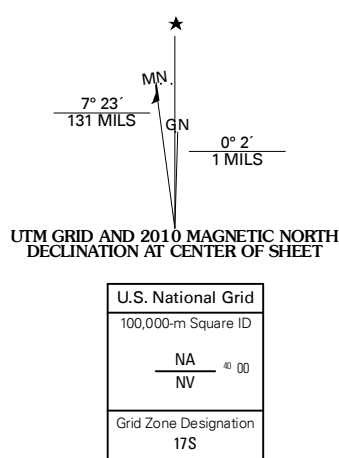 ★
M.N.
7° 23´
131 MILS
GN
0° 2´
1 MILS
UTM GRID AND 2010 MAGNETIC NORTH
DECLINATION AT CENTER OF SHEET
U.S. National Grid
100,000-m Square ID
NA
⁴⁰ 00
NV
Grid Zone Designation
17S